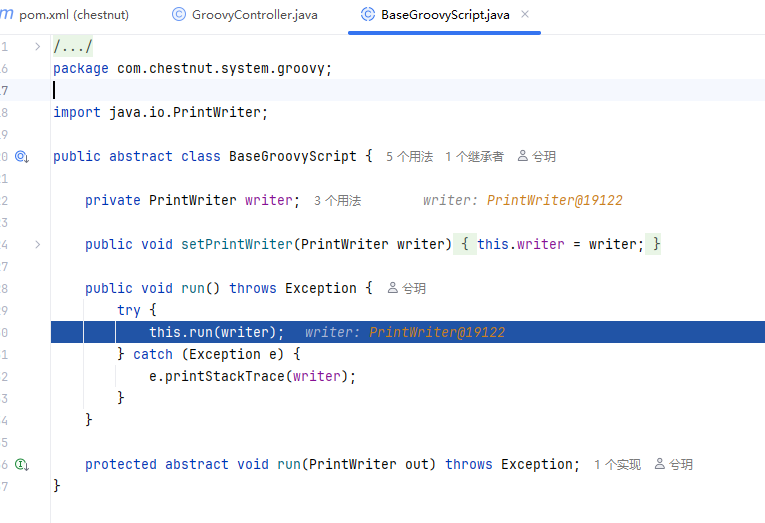 pom.xml (chestnut) GroovyController.java BaseGroovyScript.java
/.../
package com.chestnut.system.groovy;
import java.io.PrintWriter;
public abstract class BaseGroovyScript { 5 个用法 1 个继承者 兮玥
private PrintWriter writer; 3 个用法 writer: PrintWriter@19122
public void setPrintWriter(PrintWriter writer) { this.writer = writer; }
public void run() throws Exception { 兮玥
try {
this.run(writer); writer: PrintWriter@19122
} catch (Exception e) {
e.printStackTrace(writer);
}
}
protected abstract void run(PrintWriter out) throws Exception; 1 个实现 兮玥
}